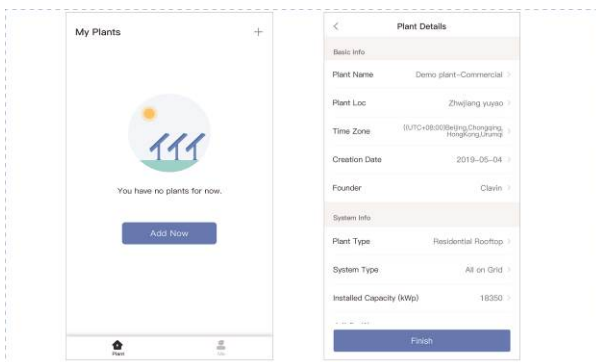 My Plants
+
You have no plants for now.
Add Now
Plant
Plant Details
Basic info
Plant Name Demo plant-Commercial
Plant Loc Zhwjiang yuyao
Time Zone ((UTC+08:00)Beijing,Chongqing,
HongKong,Urumqi
Creation Date 2019-05-04
Founder Clavin
System Info
Plant Type Residential Rooftop
System Type All on Grid
Installed Capacity (kWp) 18350
Finish